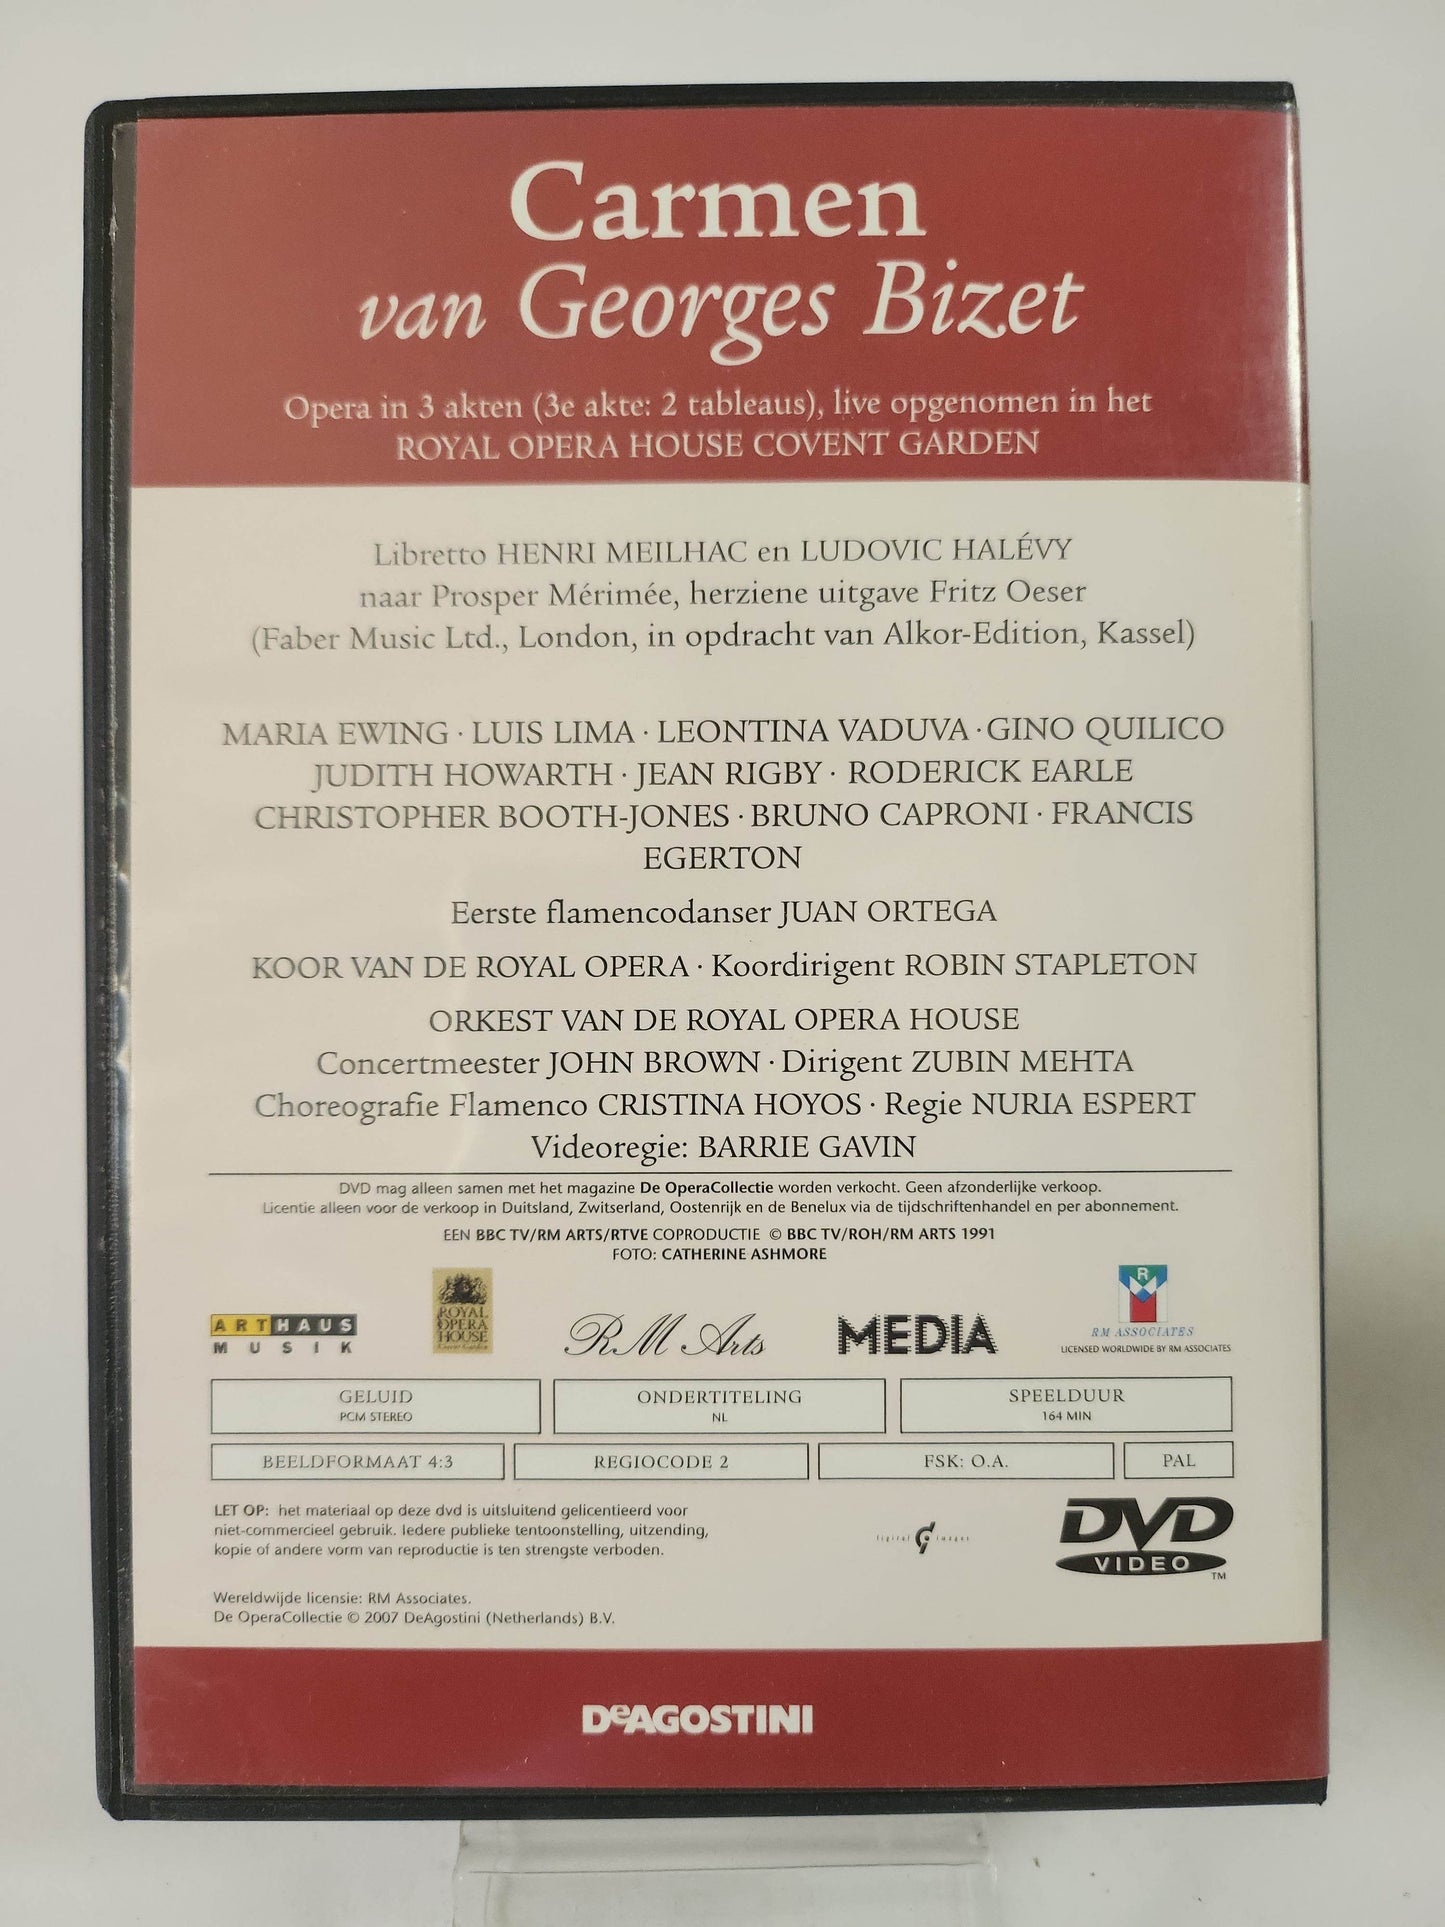 Carmen
van Georges Bizet
Opera in 3 akten (3e akte: 2 tableaus), live opgenomen in het
ROYAL OPERA HOUSE COVENT GARDEN
Libretto HENRI MEILHAC en LUDOVIC HALÉVY
naar Prosper Mérimée, herziene uitgave Fritz Oeser
(Faber Music Ltd., London, in opdracht van Alkor-Edition, Kassel)
MARIA EWING · LUIS LIMA · LEONTINA VADUVA · GINO QUILICO
JUDITH HOWARTH · JEAN RIGBY · RODERICK EARLE
CHRISTOPHER BOOTH-JONES · BRUNO CAPRONI · FRANCIS
EGERTON
Eerste flamencodanser JUAN ORTEGA
KOOR VAN DE ROYAL OPERA · Koordirigent ROBIN STAPLETON
ORKEST VAN DE ROYAL OPERA HOUSE
Concertmeester JOHN BROWN · Dirigent ZUBIN MEHTA
Choreografie Flamenco CRISTINA HOYOS · Regie NURIA ESPERT
Videoregie: BARRIE GAVIN
DVD mag alleen samen met het magazine De OperaCollectie worden verkocht. Geen afzonderlijke verkoop.
Licentie alleen voor de verkoop in Duitsland, Zwitserland, Oostenrijk en de Benelux via de tijdschriftenhandel en per abonnement.
EEN BBC TV/RM ARTS/RTVE COPRODUCTIE © BBC TV/ROH/RM ARTS 1991
FOTO: CATHERINE ASHMORE
ARTHAUS
MUSIK
ROYAL
OPERA
HOUSE
Covent Garden
RM Arts
MEDIA
R M
RM ASSOCIATES
LICENSED WORLDWIDE BY RM ASSOCIATES
GELUID
PCM STEREO
ONDERTITELING
NL
SPEELDUUR
164 MIN
BEELDFORMAAT 4:3
REGIOCODE 2
FSK: O.A.
PAL
LET OP: het materiaal op deze dvd is uitsluitend gelicentieerd voor
niet-commercieel gebruik. Iedere publieke tentoonstelling, uitzending,
kopie of andere vorm van reproductie is ten strengste verboden.
digital images
DVD
VIDEO
TM
Wereldwijde licensie: RM Associates.
De OperaCollectie © 2007 DeAgostini (Netherlands) B.V.
DeAGOSTINI